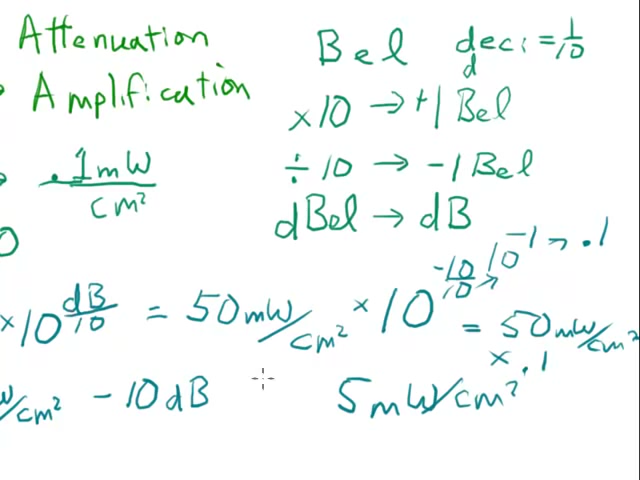 Attenuation
Amplification
.1mW/cm²
0
Bel deci = 1/10
d
×10 → +1 Bel
÷10 → -1 Bel
dBel → dB
×10^(dB/10) = 50mW/cm² × 10^(-10/10) → 10^-1 → .1
= 50mW/cm²
× .1
W/cm² - 10dB 5mW/cm²